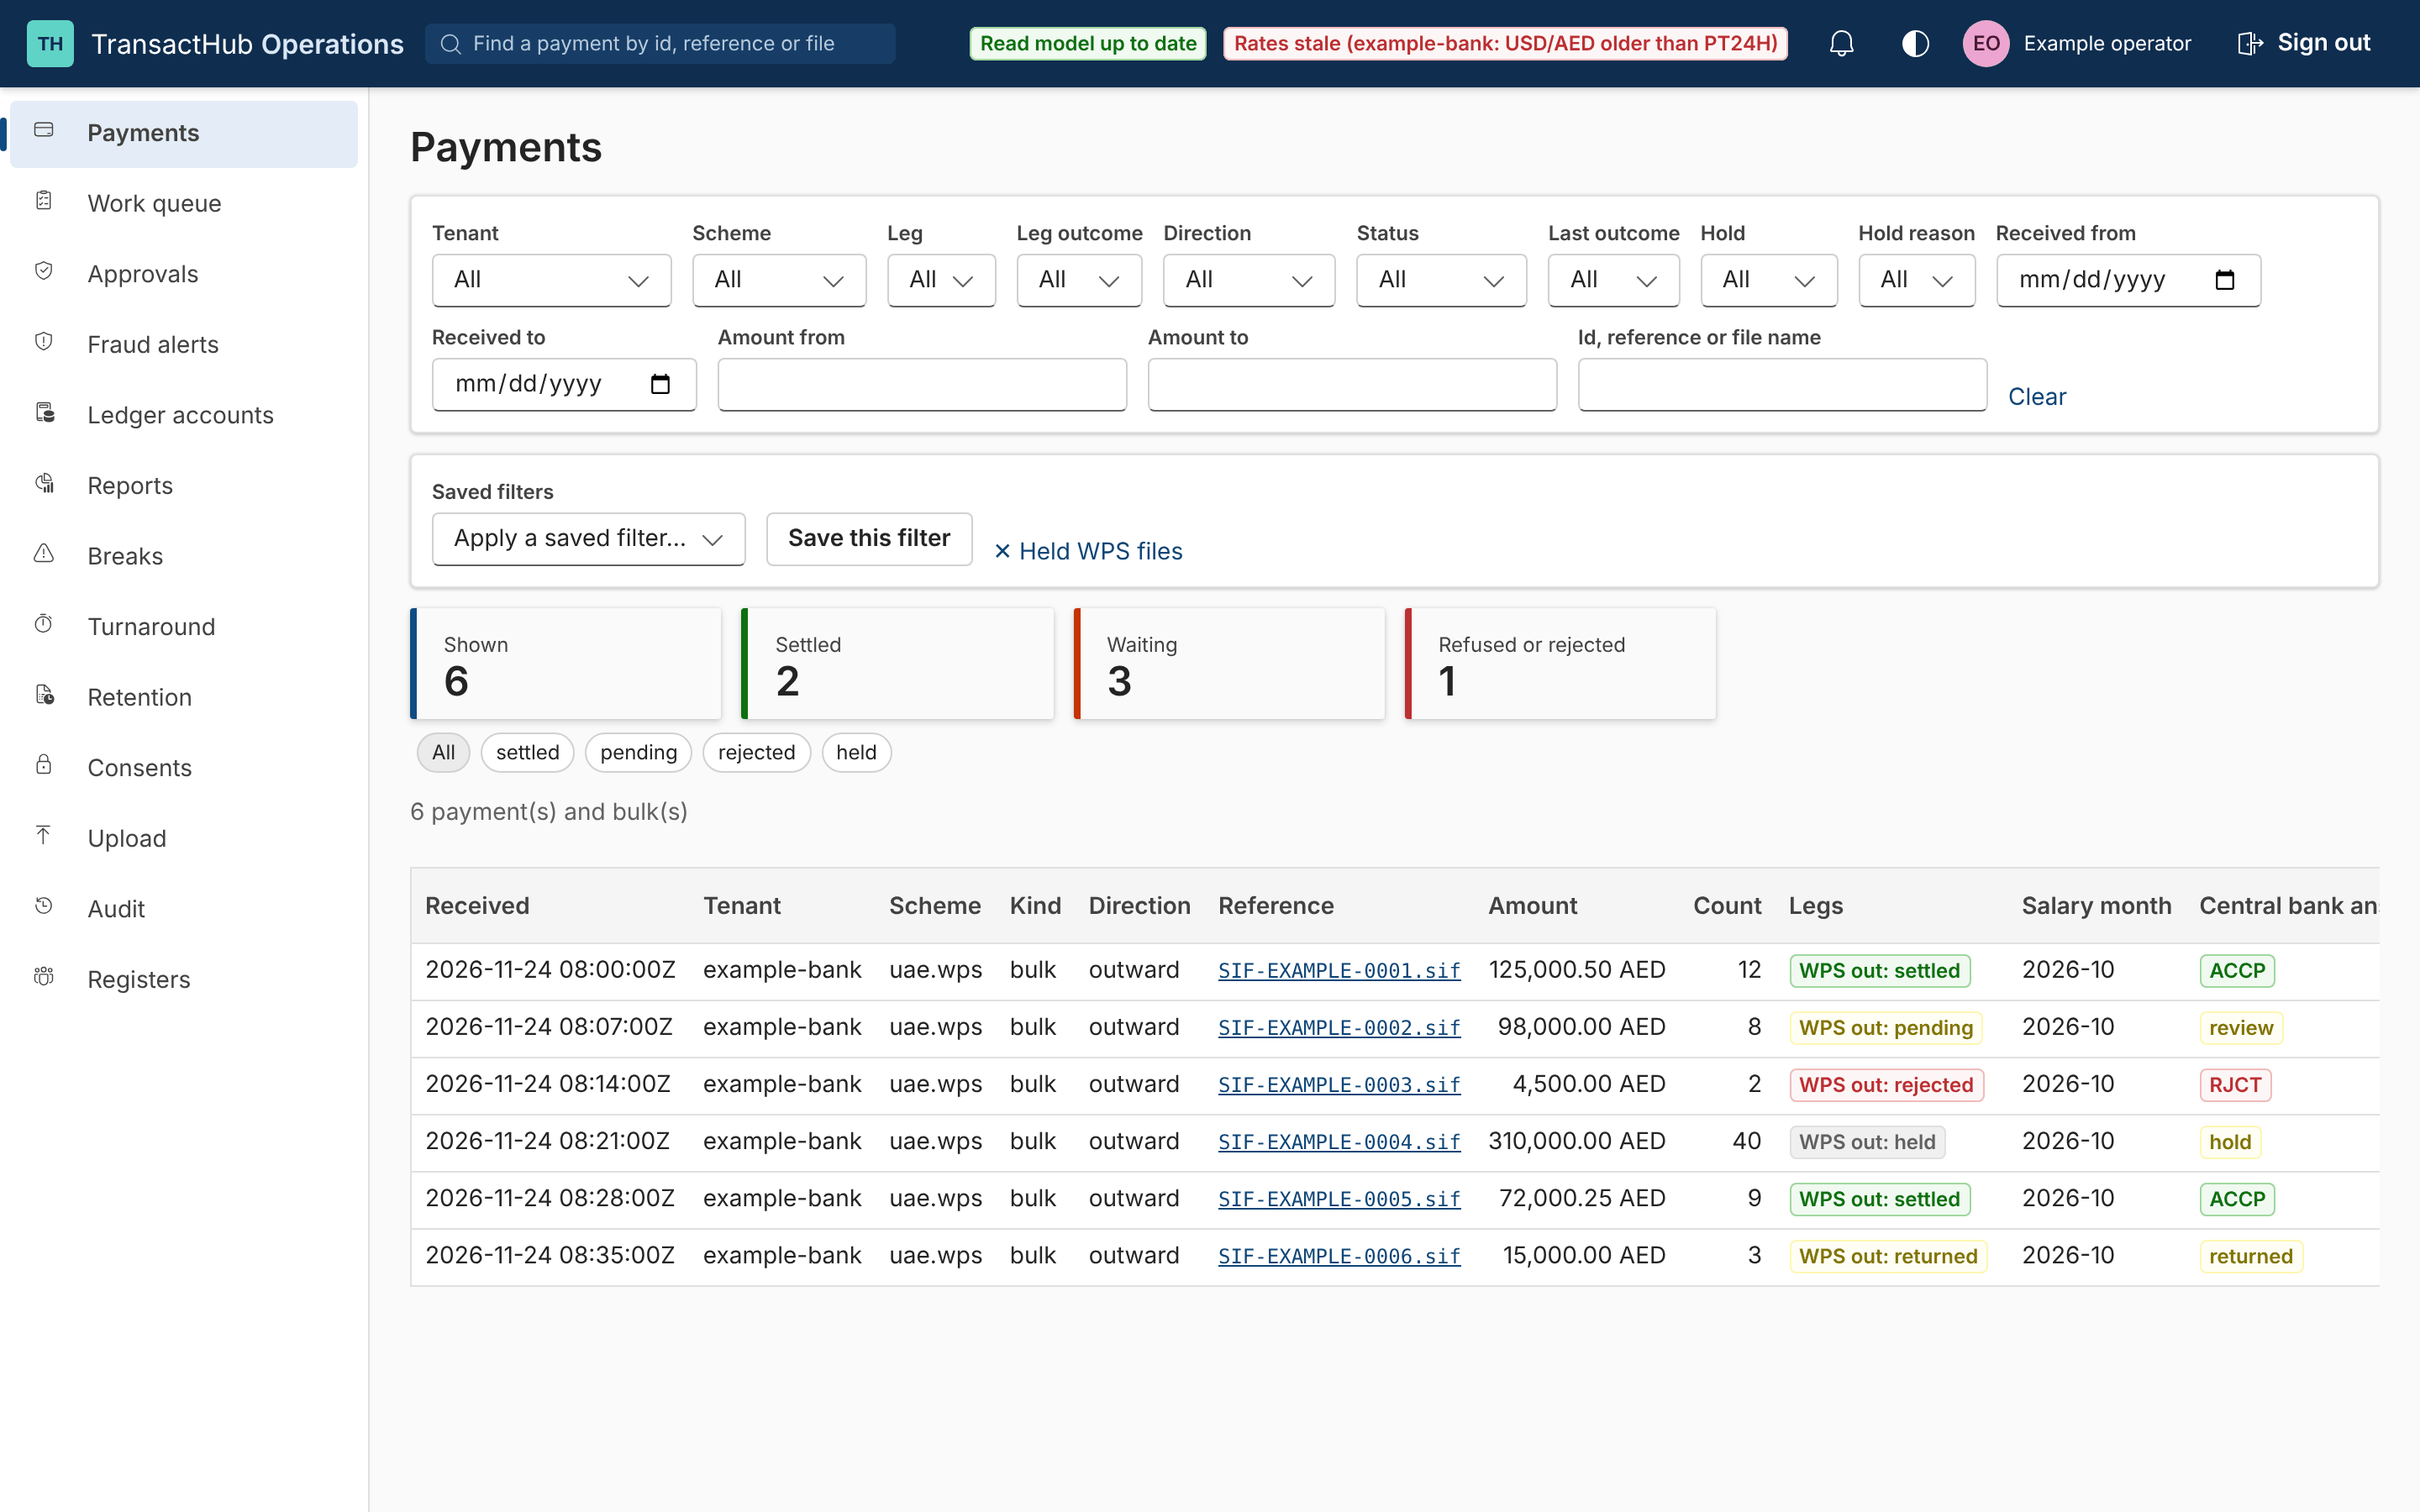 TH TransactHub Operations Find a payment by id, reference or file Read model up to date Rates stale (example-bank: USD/AED older than PT24H) EO Example operator Sign out
Payments
Work queue
Approvals
Fraud alerts
Ledger accounts
Reports
Breaks
Turnaround
Retention
Consents
Upload
Audit
Registers
Payments
Tenant Scheme Leg Leg outcome Direction Status Last outcome Hold Hold reason Received from
All All All All All All All All All mm/dd/yyyy
Received to Amount from Amount to Id, reference or file name
mm/dd/yyyy Clear
Saved filters
Apply a saved filter... Save this filter × Held WPS files
Shown Settled Waiting Refused or rejected
6 2 3 1
All settled pending rejected held
6 payment(s) and bulk(s)
Received Tenant Scheme Kind Direction Reference Amount Count Legs Salary month Central bank an
2026-11-24 08:00:00Z example-bank uae.wps bulk outward SIF-EXAMPLE-0001.sif 125,000.50 AED 12 WPS out: settled 2026-10 ACCP
2026-11-24 08:07:00Z example-bank uae.wps bulk outward SIF-EXAMPLE-0002.sif 98,000.00 AED 8 WPS out: pending 2026-10 review
2026-11-24 08:14:00Z example-bank uae.wps bulk outward SIF-EXAMPLE-0003.sif 4,500.00 AED 2 WPS out: rejected 2026-10 RJCT
2026-11-24 08:21:00Z example-bank uae.wps bulk outward SIF-EXAMPLE-0004.sif 310,000.00 AED 40 WPS out: held 2026-10 hold
2026-11-24 08:28:00Z example-bank uae.wps bulk outward SIF-EXAMPLE-0005.sif 72,000.25 AED 9 WPS out: settled 2026-10 ACCP
2026-11-24 08:35:00Z example-bank uae.wps bulk outward SIF-EXAMPLE-0006.sif 15,000.00 AED 3 WPS out: returned 2026-10 returned